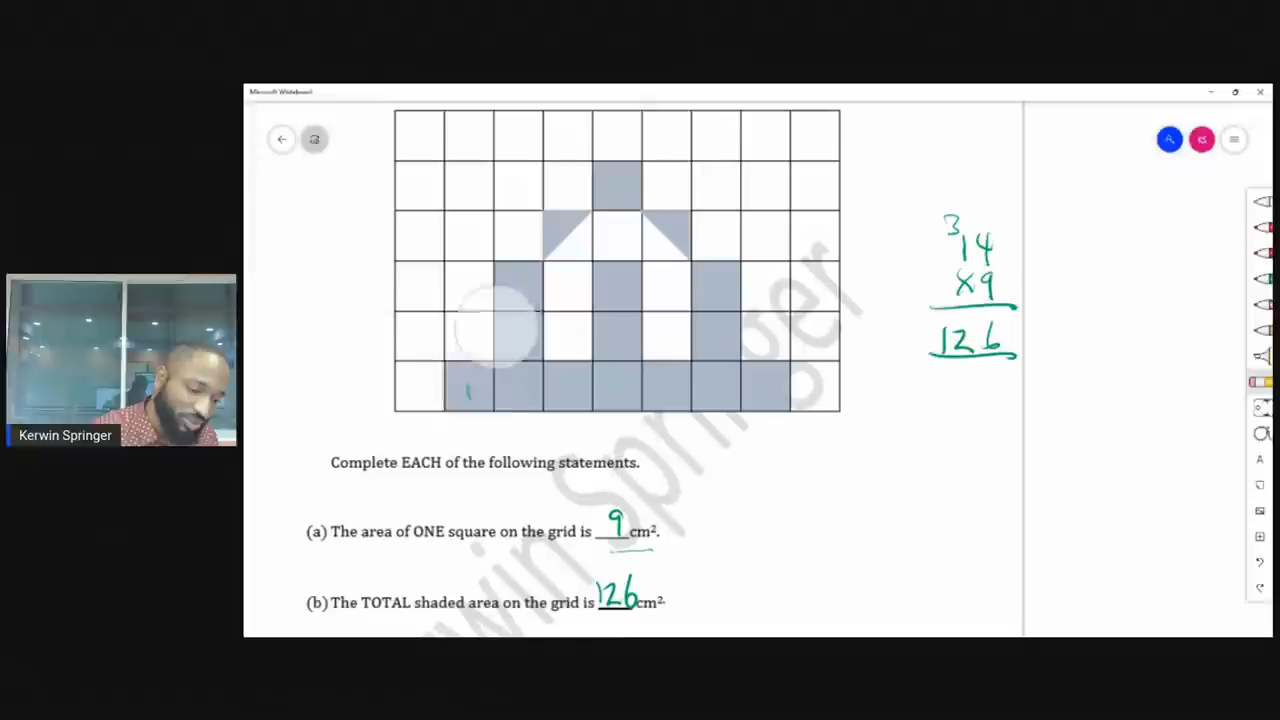 Microsoft Whiteboard
3
14
×9
126
1
Kerwin Springer
Kerwin Springer
Complete EACH of the following statements.
(a) The area of ONE square on the grid is 9 cm².
(b) The TOTAL shaded area on the grid is 126 cm².